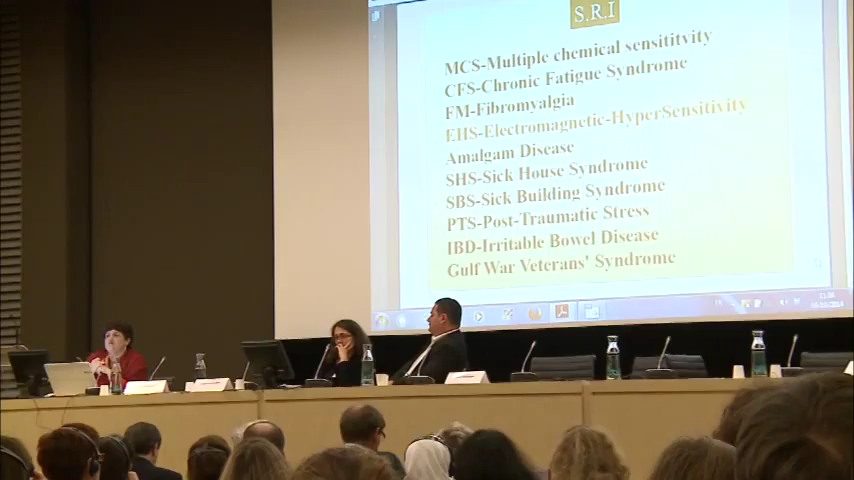 S.R.I
MCS-Multiple chemical sensitivity
CFS-Chronic Fatigue Syndrome
FM-Fibromyalgia
EHS-Electromagnetic-HyperSensitivity
Amalgam Disease
SHS-Sick House Syndrome
SBS-Sick Building Syndrome
PTS-Post-Traumatic Stress
IBD-Irritable Bowel Disease
Gulf War Veterans' Syndrome